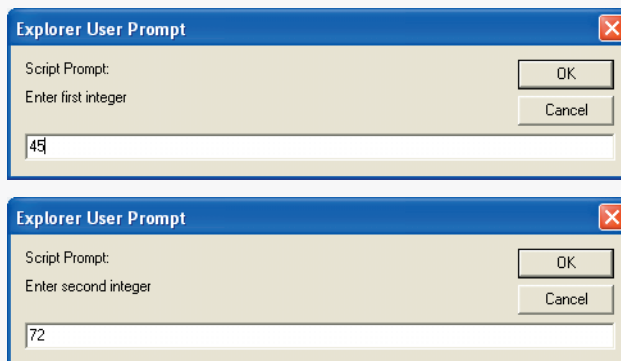 Explorer User Prompt
Script Prompt:
OK
Enter first integer
Cancel
45
Explorer User Prompt
Script Prompt:
OK
Enter second integer
Cancel
72